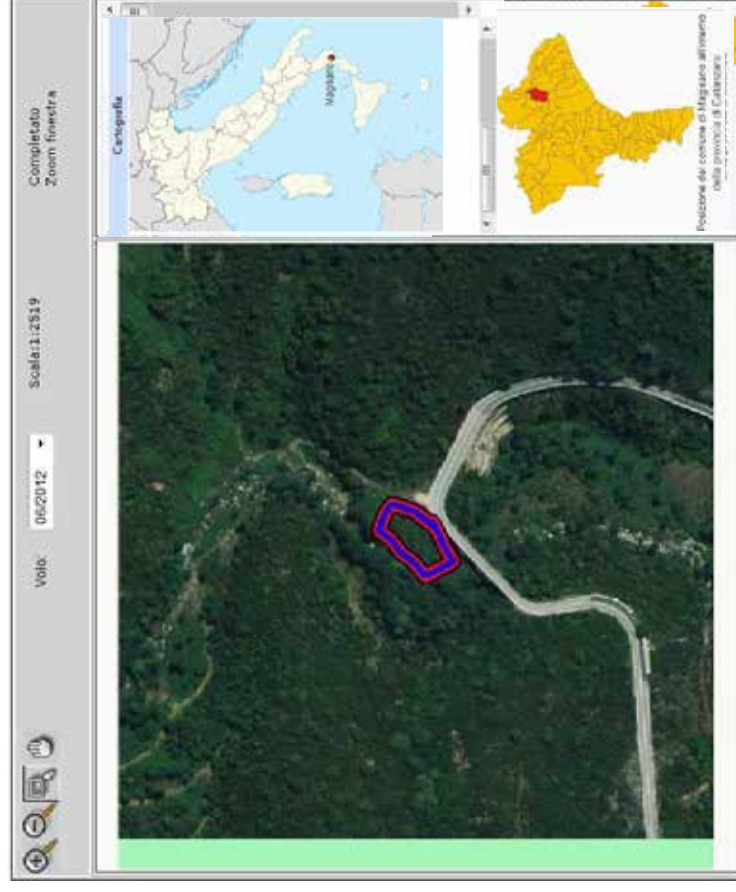 Volo:
06/2012
Scala:1:2519
Completato
Zoom finestra
Cartografia
Magisano
Posizione del comune di Magisano all'interno
della provincia di Catanzaro